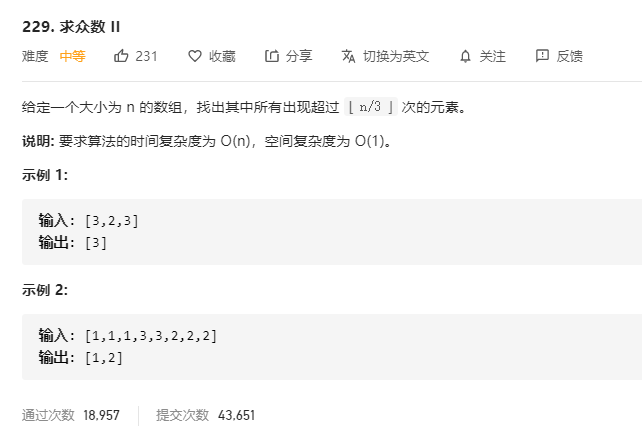 229. 求众数 II
难度 中等 231 收藏 分享 切换为英文 关注 反馈
给定一个大小为 n 的数组，找出其中所有出现超过 ⌊ n/3 ⌋ 次的元素。
说明: 要求算法的时间复杂度为 O(n)，空间复杂度为 O(1)。
示例 1:
输入: [3,2,3]
输出: [3]
示例 2:
输入: [1,1,1,3,3,2,2,2]
输出: [1,2]
通过次数 18,957 提交次数 43,651